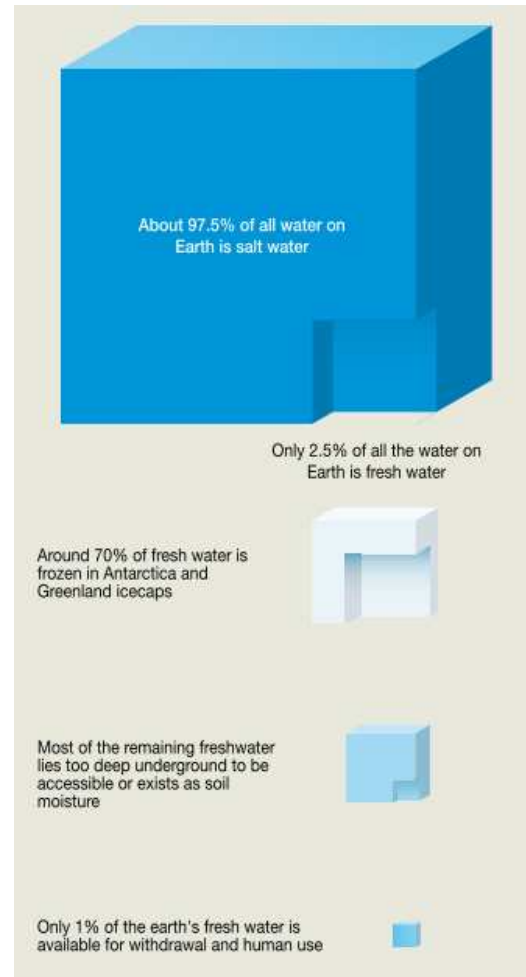 About 97.5% of all water on
Earth is salt water
Only 2.5% of all the water on
Earth is fresh water
Around 70% of fresh water is
frozen in Antarctica and
Greenland icecaps
Most of the remaining freshwater
lies too deep underground to be
accessible or exists as soil
moisture
Only 1% of the earth's fresh water is
available for withdrawal and human use